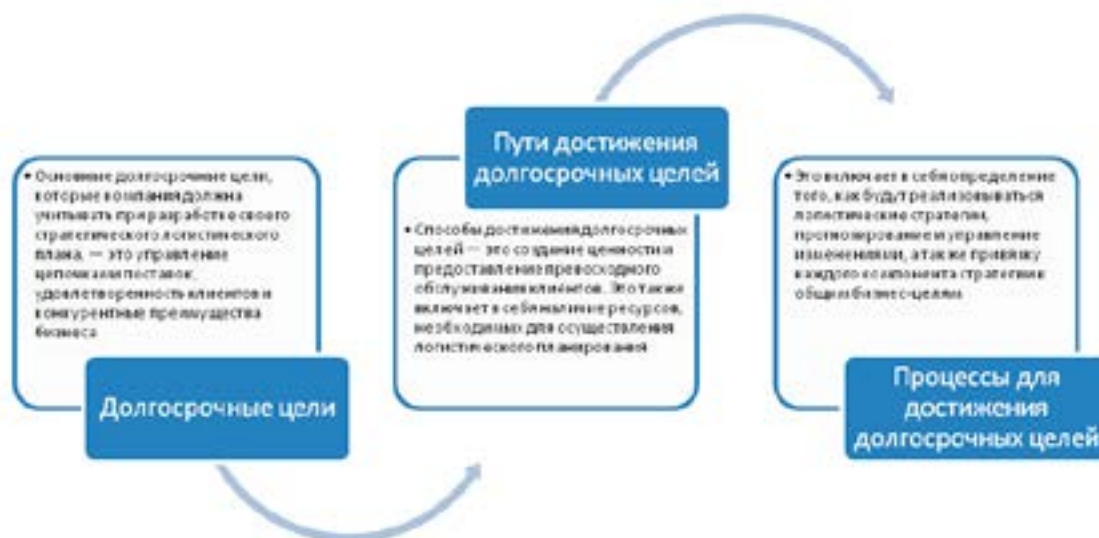 • Основные долгосрочные цели,
которые компания должна
учитывать при разработке своего
стратегического логистического
плана, — это управление
цепочками поставок,
удовлетворенность клиентов и
конкурентные преимущества
бизнеса
Долгосрочные цели
Пути достижения
долгосрочных целей
• Способы достижения долгосрочных
целей — это создание ценности и
предоставление превосходного
обслуживания клиентов. Это также
включает в себя наличие ресурсов,
необходимых для осуществления
логистического планирования
• Это включает в себя определение
того, как будут реализовываться
логистические стратегии,
прогнозирование и управление
изменениями, а также привязку
каждого компонента стратегии к
общим бизнес-целям
Процессы для
достижения
долгосрочных целей